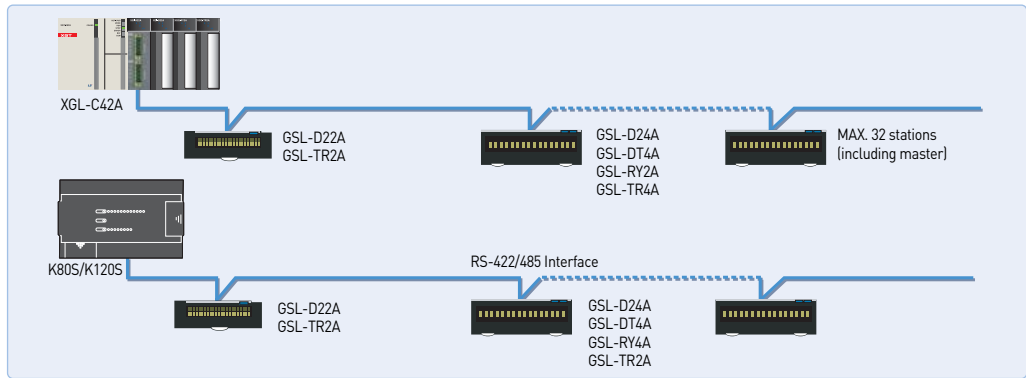 XGL-C42A
GSL-D22A
GSL-TR2A
GSL-D24A
GSL-DT4A
GSL-RY2A
GSL-TR4A
MAX. 32 stations
(including master)
K80S/K120S
RS-422/485 Interface
GSL-D22A
GSL-TR2A
GSL-D24A
GSL-DT4A
GSL-RY4A
GSL-TR2A